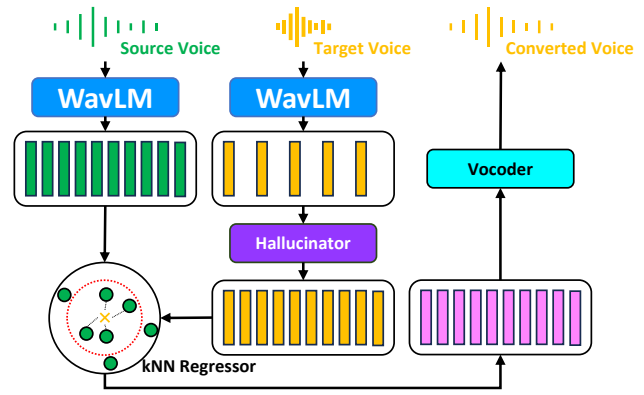 Source Voice
Target Voice
Converted Voice
WavLM
WavLM
Vocoder
Hallucinator
kNN Regressor